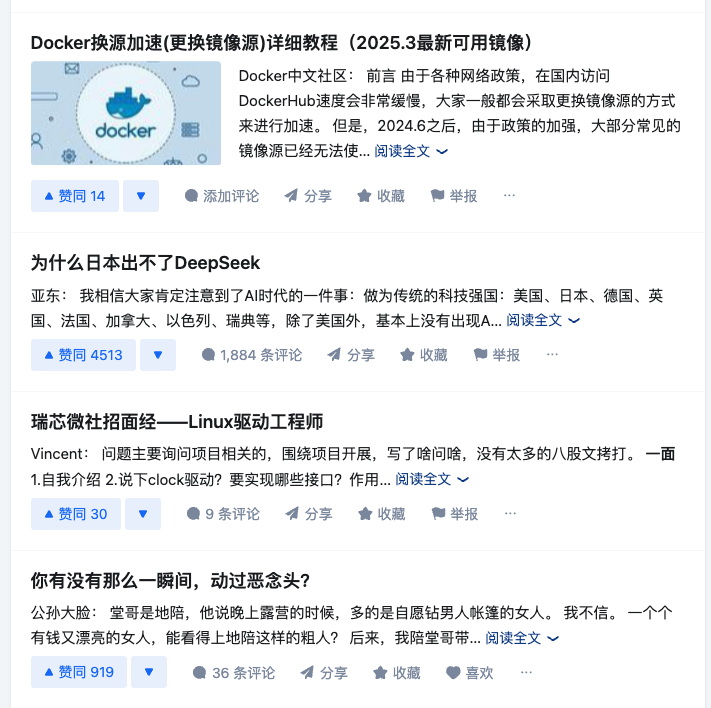 Docker换源加速(更换镜像源)详细教程（2025.3最新可用镜像）
docker
Docker中文社区： 前言 由于各种网络政策，在国内访问
DockerHub速度会非常缓慢，大家一般都会采取更换镜像源的方式
来进行加速。 但是，2024.6之后，由于政策的加强，大部分常见的
镜像源已经无法使... 阅读全文
赞同 14 添加评论 分享 收藏 举报 ···
为什么日本出不了DeepSeek
亚东： 我相信大家肯定注意到了AI时代的一件事：做为传统的科技强国：美国、日本、德国、英
国、法国、加拿大、以色列、瑞典等，除了美国外，基本上没有出现A... 阅读全文
赞同 4513 1,884 条评论 分享 收藏 举报 ···
瑞芯微社招面经——Linux驱动工程师
Vincent： 问题主要询问项目相关的，围绕项目开展，写了啥问啥，没有太多的八股文拷打。 一面
1.自我介绍 2.说下clock驱动？要实现哪些接口？作用... 阅读全文
赞同 30 9 条评论 分享 收藏 举报 ···
你有没有那么一瞬间，动过恶念头？
公孙大脸： 堂哥是地陪，他说晚上露营的时候，多的是自愿钻男人帐篷的女人。 我不信。 一个个
有钱又漂亮的女人，能看得上地陪这样的粗人？ 后来，我陪堂哥带... 阅读全文
赞同 919 36 条评论 分享 收藏 喜欢 ···